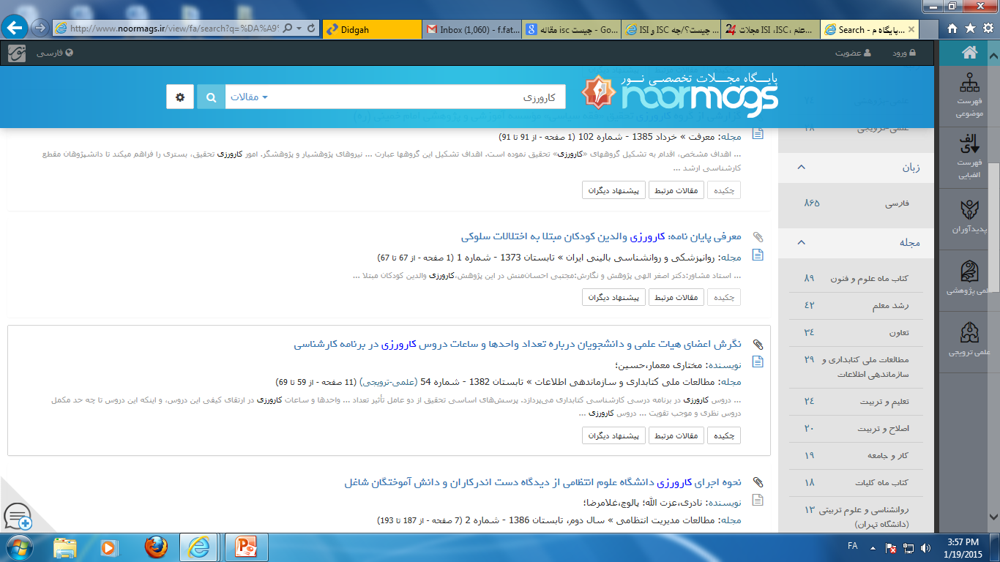 http://www.noormags.ir/view/fa/search?q=%DA%A9
Didgah
Inbox (1,060) - f.fat...
مقاله isc چیست - Go...
ISI و ISC چیست؟/چه ...
مجلات ISI ،ISC، علم...
Search - پایگاه م...
ورود
عضویت
فارسی
پایگاه مجلات تخصصی نور
noormags
کارورزی
مقالات
فهرست موضوعی
فهرست الفبایی
پدیدآوران
علمی پژوهشی
علمی ترویجی
مجله: معرفت » خرداد 1385 - شماره 102 (1 صفحه - از 91 تا 91)
... اهداف مشخص، اقدام به تشکیل گروههای «کارورزی» تحقیق نموده است. اهداف تشکیل این گروهها عبارت ... نیروهای پژوهشیار و پژوهشگر. امور کارورزی تحقیق، بستری را فراهم میکند تا دانشپژوهان مقطع
کارشناسی ارشد ...
چکیده
مقالات مرتبط
پیشنهاد دیگران
معرفی پایان نامه: کارورزی والدین کودکان مبتلا به اختلالات سلوکی
مجله: روانپزشکی و روانشناسی بالینی ایران » تابستان 1373 - شماره 1 (1 صفحه - از 67 تا 67)
... استاد مشاور:دکتر اصغر الهی پژوهش و نگارش:مجتبی احسان‌منش در این پژوهش،کارورزی والدین کودکان مبتلا ...
چکیده
مقالات مرتبط
پیشنهاد دیگران
نگرش اعضای هیات علمی و دانشجویان درباره تعداد واحدها و ساعات دروس کارورزی در برنامه کارشناسی
نویسنده: مختاری معمار،حسین؛
مجله: مطالعات ملی کتابداری و سازماندهی اطلاعات » تابستان 1382 - شماره 54 (علمی-ترویجی) (11 صفحه - از 59 تا 69)
... دروس کارورزی در برنامه درسی کارشناسی کتابداری می‌پردازد. پرسش‌های اساسی تحقیق از دو عامل تأثیر تعداد ... واحدها و ساعات کارورزی در ارتقای کیفی این دروس، و اینکه این دروس تا چه حد مکمل
دروس نظری و موجب تقویت ... دروس کارورزی ...
چکیده
مقالات مرتبط
پیشنهاد دیگران
نحوه اجرای کارورزی دانشگاه علوم انتظامی از دیدگاه دست اندرکاران و دانش آموختگان شاغل
نویسنده: نادری،عزت الله؛ پالوچ،غلامرضا؛
مجله: مطالعات مدیریت انتظامی » سال دوم، تابستان 1386 - شماره 2 (7 صفحه - از 187 تا 193)
علمی-ترویجی ۲۸
زبان
فارسی ۸۶۵
مجله
کتاب ماه علوم و فنون ۸۹
رشد معلم ۴۲
تعاون ۳۴
مطالعات ملی کتابداری و ۲۹
سازماندهی اطلاعات
تعلیم و تربیت ۲۴
اصلاح و تربیت ۲۰
کار و جامعه ۱۹
کتاب ماه کلیات ۱۸
روانشناسی و علوم تربیتی ۱۳
(دانشگاه تهران)
FA
3:57 PM
1/19/2015